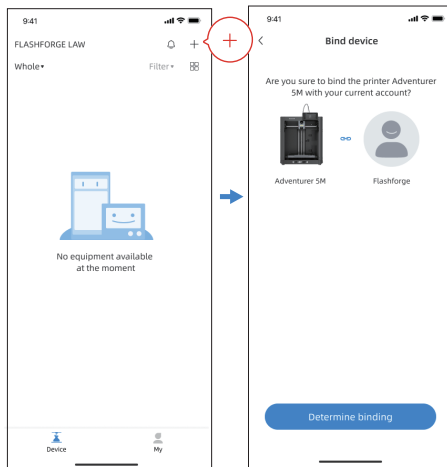 9:41
FLASHFORGE LAW
Whole▾
Filter▾
No equipment available
at the moment
Device
My
9:41
Bind device
Are you sure to bind the printer Adventurer
5M with your current account?
Adventurer 5M
Flashforge
Determine binding